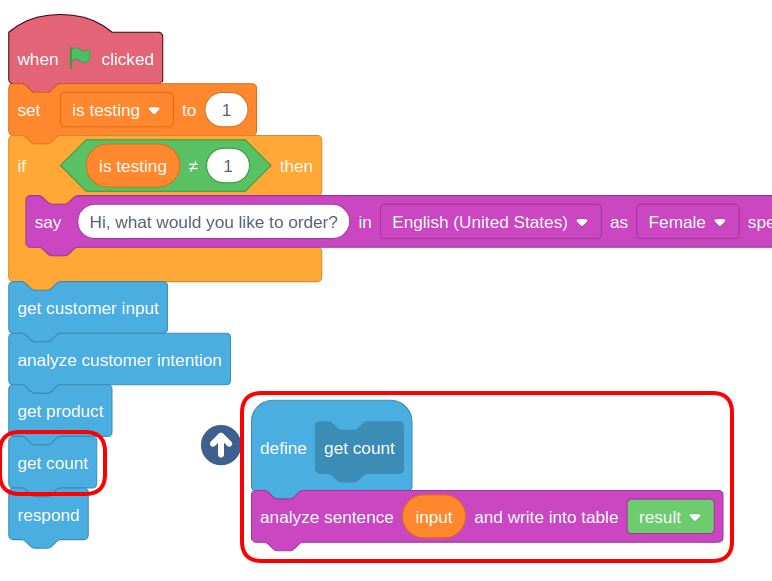 when clicked
set is testing to 1
if is testing ≠ 1 then
say Hi, what would you like to order? in English (United States) as Female spe
get customer input
analyze customer intention
get product
get count
respond
define get count
analyze sentence input and write into table result